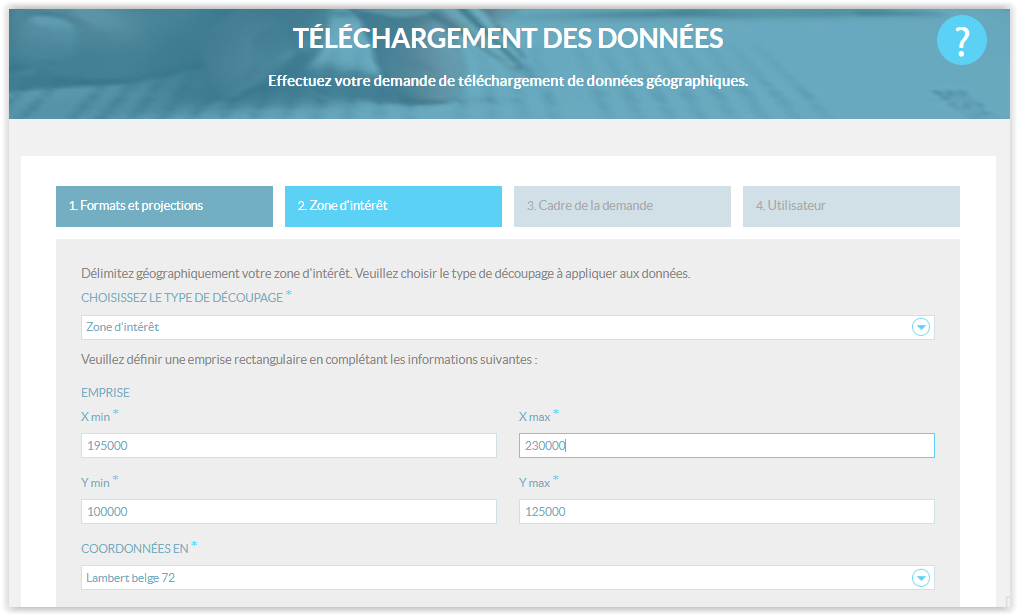 TÉLÉCHARGEMENT DES DONNÉES
?
Effectuez votre demande de téléchargement de données géographiques.
1. Formats et projections
2. Zone d'intérêt
3. Cadre de la demande
4. Utilisateur
Délimitez géographiquement votre zone d'intérêt. Veuillez choisir le type de découpage à appliquer aux données.
CHOISISSEZ LE TYPE DE DÉCOUPAGE *
Zone d'intérêt
Veuillez définir une emprise rectangulaire en complétant les informations suivantes :
EMPRISE
X min *
X max *
195000
230000
Y min *
Y max *
100000
125000
COORDONNÉES EN *
Lambert belge 72